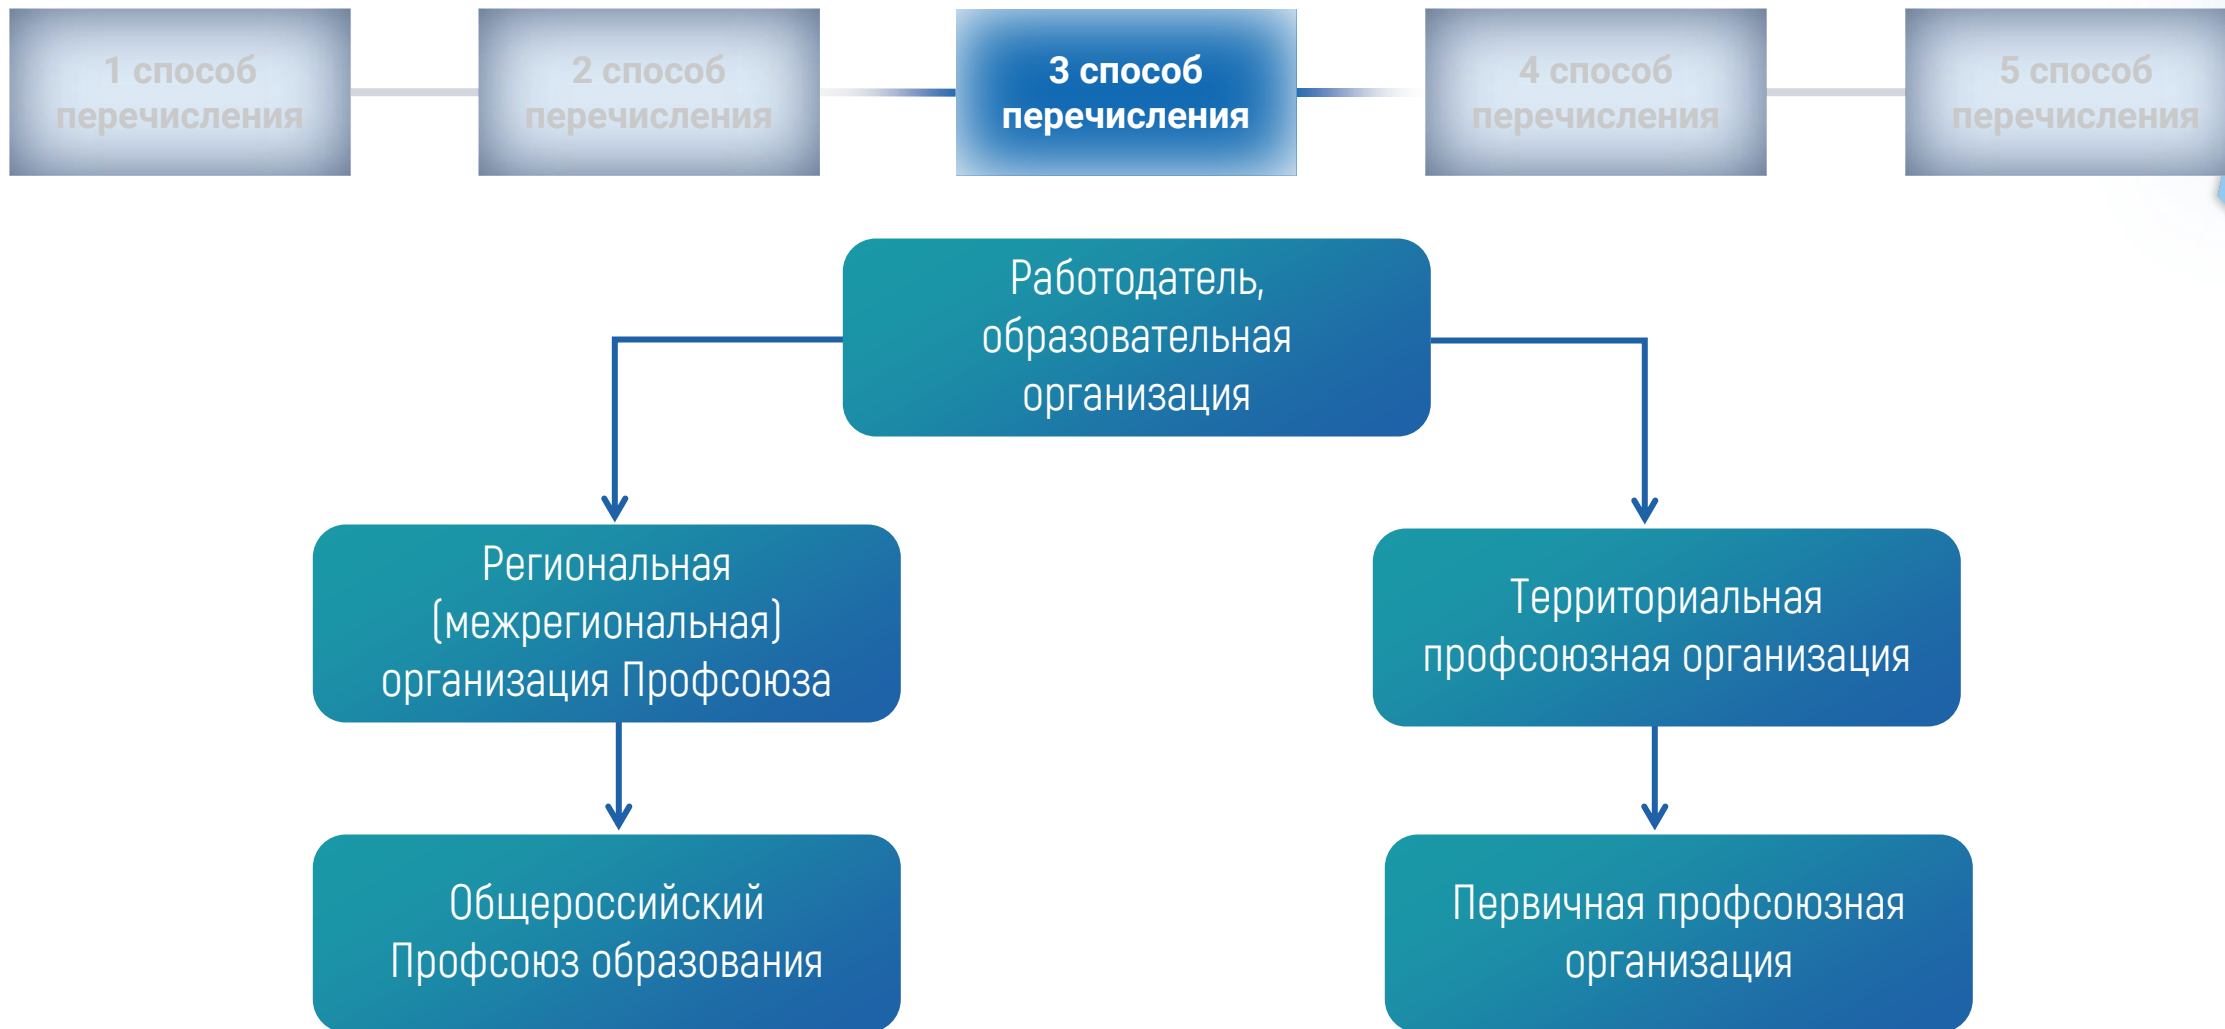 1 способ
перечисления
2 способ
перечисления
3 способ
перечисления
4 способ
перечисления
5 способ
перечисления
Работодатель,
образовательная
организация
Региональная
(межрегиональная)
организация Профсоюза
Территориальная
профсоюзная организация
Общероссийский
Профсоюз образования
Первичная профсоюзная
организация